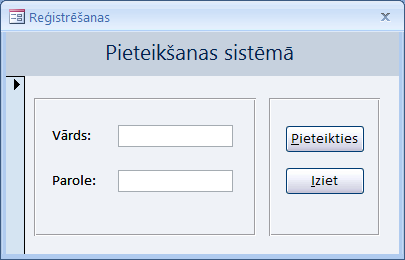 Reģistrēšanas
Pieteikšanas sistēmā
Vārds:
Parole:
Pieteikties
Iziet